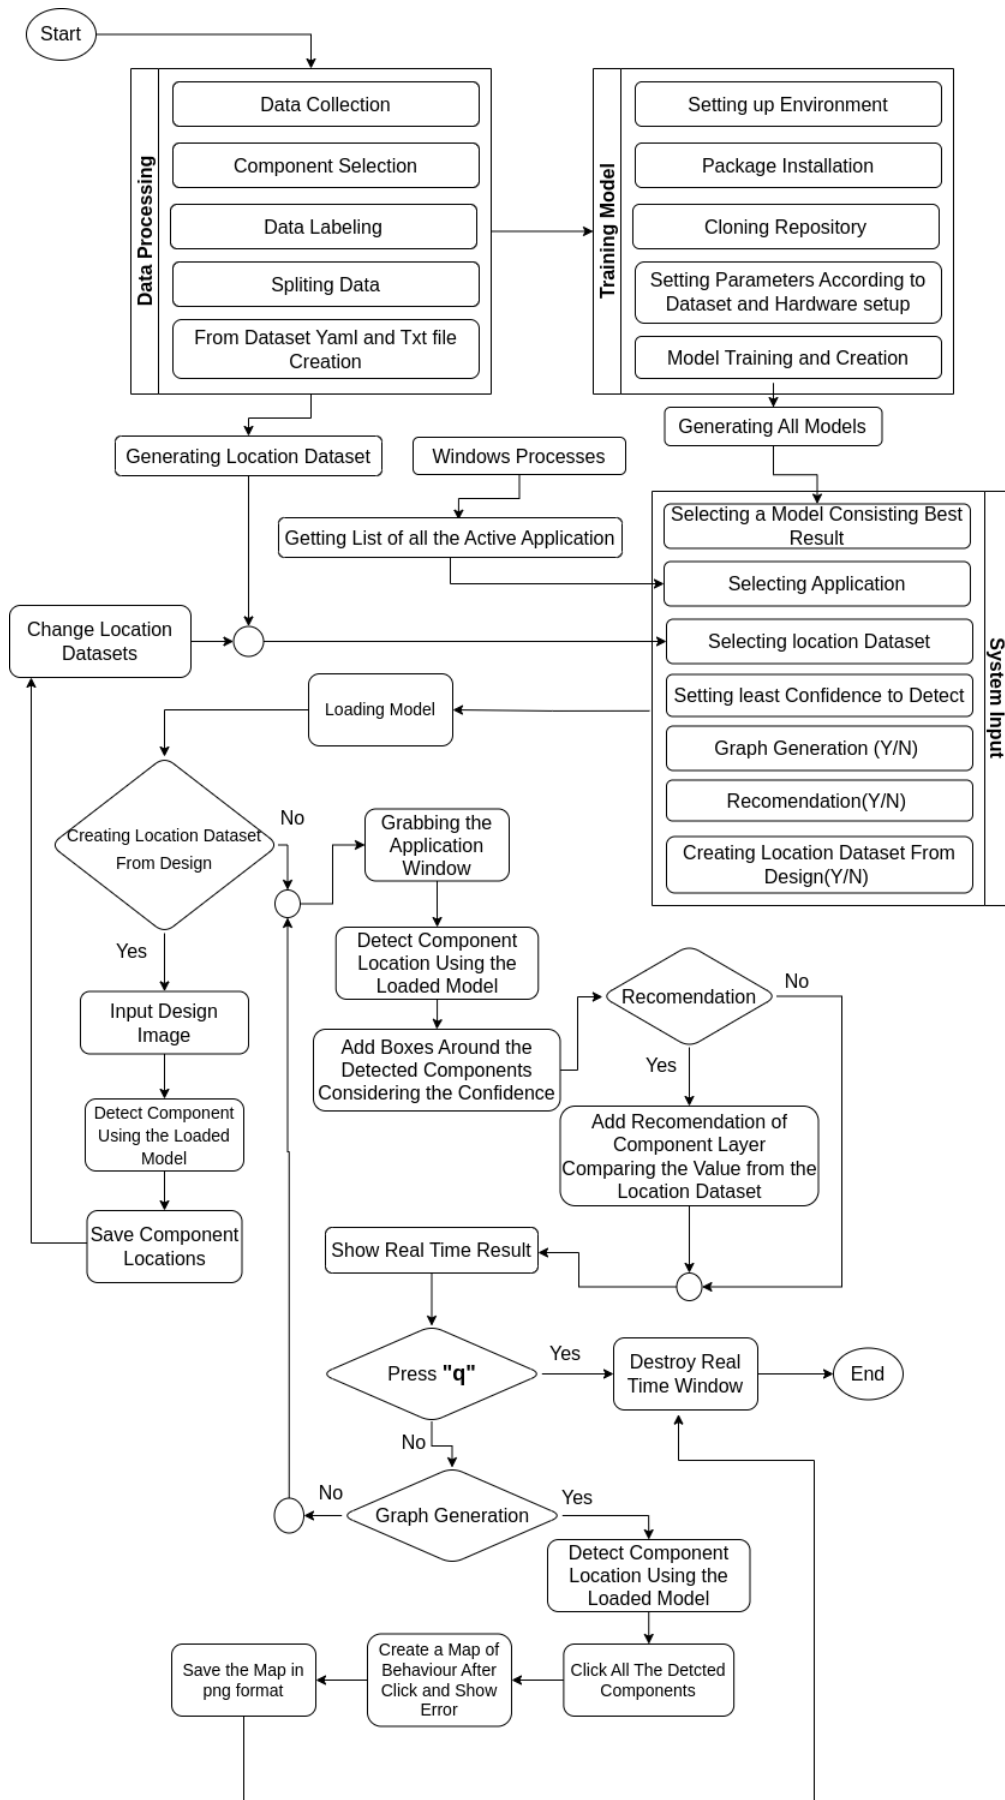 Start
Data Processing
Data Collection
Component Selection
Data Labeling
Spliting Data
From Dataset Yaml and Txt file
Creation
Training Model
Setting up Environment
Package Installation
Cloning Repository
Setting Parameters According to
Dataset and Hardware setup
Model Training and Creation
Generating All Models
Generating Location Dataset
Windows Processes
Getting List of all the Active Application
System Input
Selecting a Model Consisting Best
Result
Selecting Application
Selecting location Dataset
Setting least Confidence to Detect
Graph Generation (Y/N)
Recomendation(Y/N)
Creating Location Dataset From
Design(Y/N)
Change Location
Datasets
Loading Model
Creating Location Dataset
From Design
No
Yes
Grabbing the
Application
Window
Detect Component
Location Using the
Loaded Model
Add Boxes Around the
Detected Components
Considering the Confidence
Recomendation
No
Yes
Add Recomendation of
Component Layer
Comparing the Value from the
Location Dataset
Input Design
Image
Detect Component
Using the Loaded
Model
Save Component
Locations
Show Real Time Result
Press "q"
Yes
No
Destroy Real
Time Window
End
Graph Generation
No
Yes
Detect Component
Location Using the
Loaded Model
Click All The Detcted
Components
Create a Map of
Behaviour After
Click and Show
Error
Save the Map in
png format